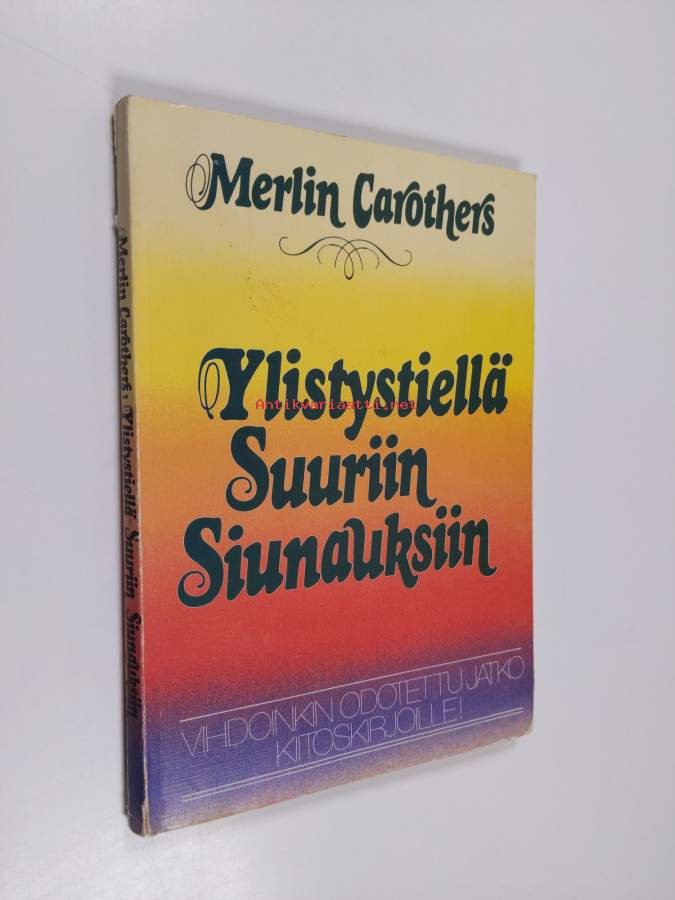 Merlin Carothers
Ylistystiellä
Antikvariaatti.net
Suuriin
Siunauksiin
VIHDOINKIN ODOTETTU JATKO
KIITOSKIRJOILLE!
Merlin Carothers: Ylistystiellä Suuriin Siunauksiin